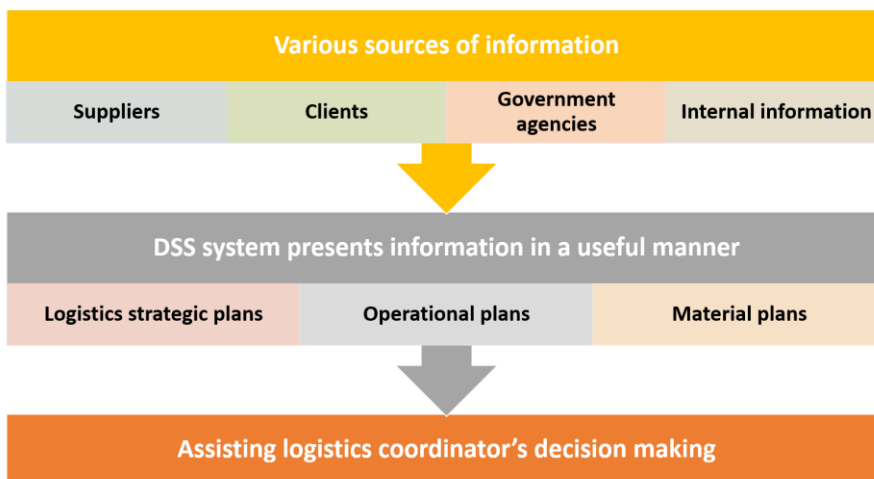 Various sources of information
Suppliers
Clients
Government
agencies
Internal information
DSS system presents information in a useful manner
Logistics strategic plans
Operational plans
Material plans
Assisting logistics coordinator’s decision making